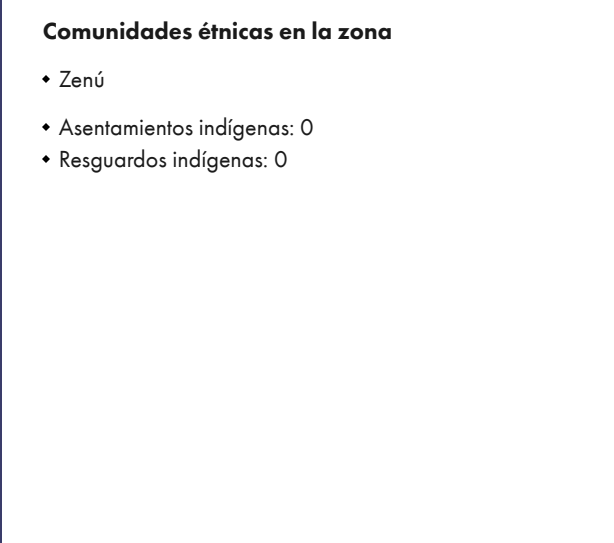 Comunidades étnicas en la zona
◆ Zenú
◆ Asentamientos indígenas: 0
◆ Resguardos indígenas: 0